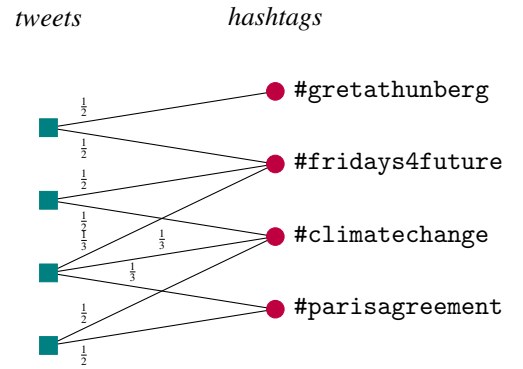 tweets hashtags
#gretathunberg
1/2
1/2
#fridays4future
1/2
1/2
1/3
1/3
#climatechange
1/3
#parisagreement
1/2
1/2